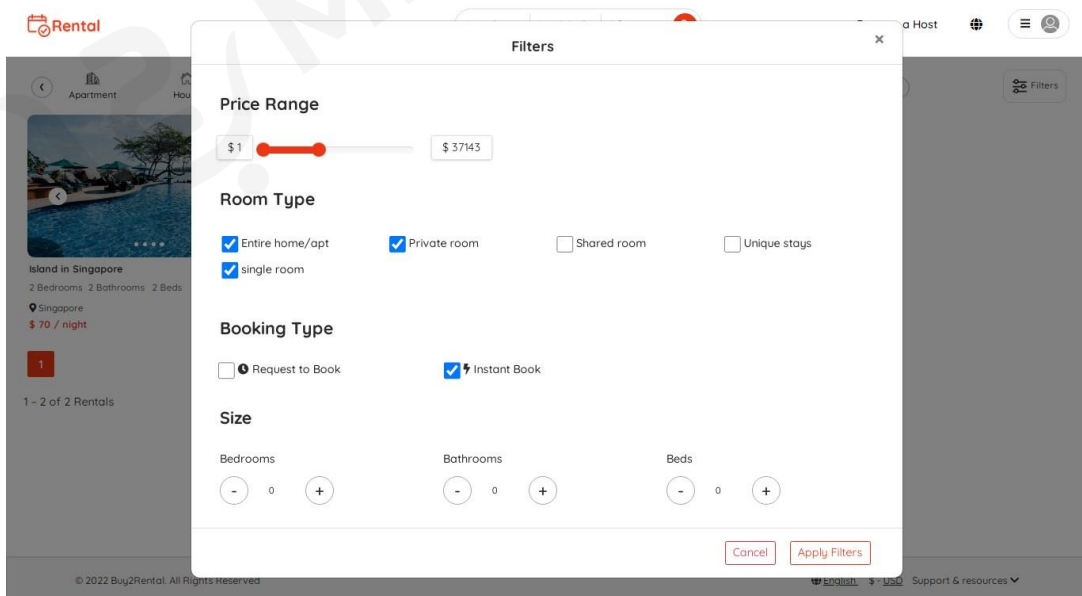 Rental
a Host
Filters
×
Apartment
Hou
Filters
Price Range
$ 1
$ 37143
Room Type
Entire home/apt
Private room
Shared room
Unique stays
single room
Island in Singapore
2 Bedrooms 2 Bathrooms 2 Beds
Singapore
$ 70 / night
Booking Type
1
Request to Book
Instant Book
1 – 2 of 2 Rentals
Size
Bedrooms
Bathrooms
Beds
- 0 +
- 0 +
- 0 +
Cancel
Apply Filters
© 2022 Buy2Rental. All Rights Reserved
English
$ - USD
Support & resources